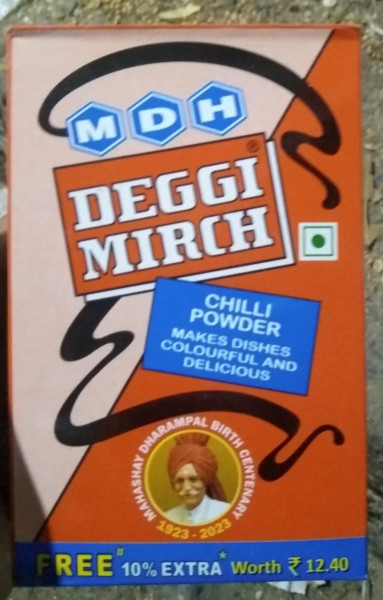 MDH
DEGGI®
MIRCH
CHILLI
POWDER
MAKES DISHES
COLOURFUL AND
DELICIOUS
MAHASHAY DHARAMPAL BIRTH CENTENARY
1923 - 2023
FREE# 10% EXTRA* Worth ₹ 12.40